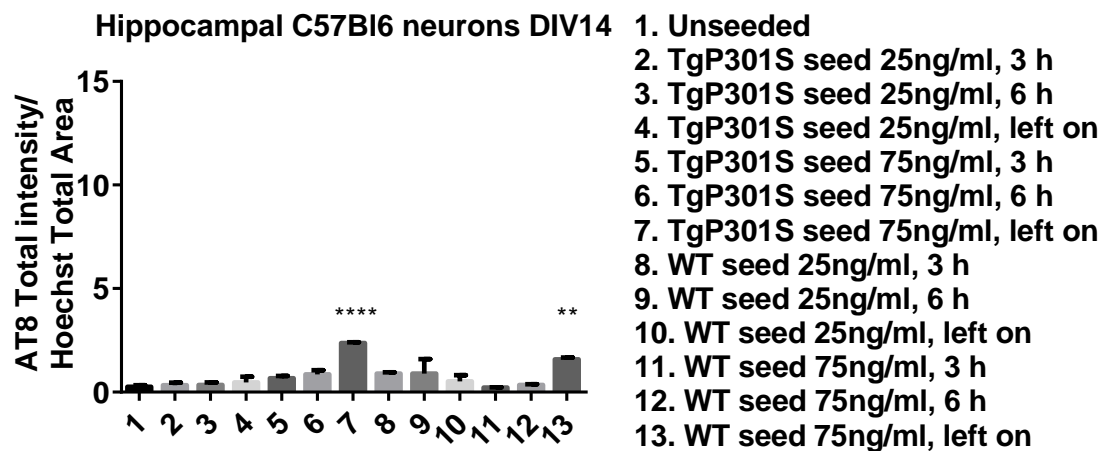 Hippocampal C57Bl6 neurons DIV14
AT8 Total intensity/
Hoechst Total Area
15
10
5
0
****
**
1
2
3
4
5
6
7
8
9
10
11
12
13
1. Unseeded
2. TgP301S seed 25ng/ml, 3 h
3. TgP301S seed 25ng/ml, 6 h
4. TgP301S seed 25ng/ml, left on
5. TgP301S seed 75ng/ml, 3 h
6. TgP301S seed 75ng/ml, 6 h
7. TgP301S seed 75ng/ml, left on
8. WT seed 25ng/ml, 3 h
9. WT seed 25ng/ml, 6 h
10. WT seed 25ng/ml, left on
11. WT seed 75ng/ml, 3 h
12. WT seed 75ng/ml, 6 h
13. WT seed 75ng/ml, left on